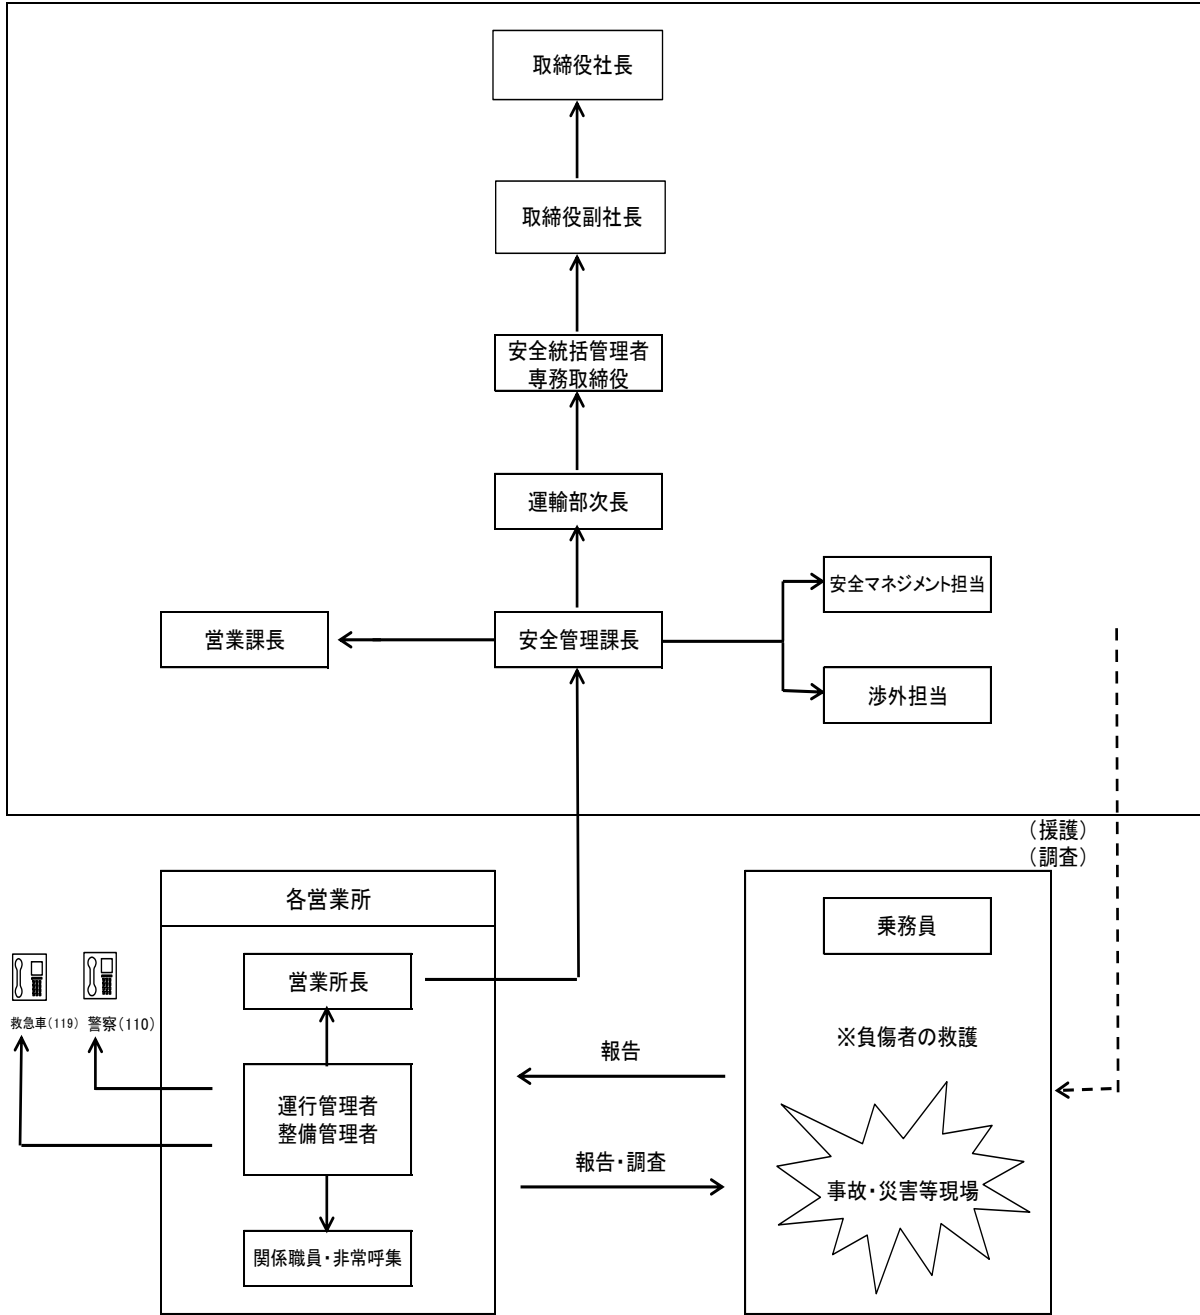 取締役社長
取締役副社長
安全統括管理者
専務取締役
運輸部次長
安全マネジメント担当
営業課長
安全管理課長
渉外担当
(援護)
(調査)
各営業所
乗務員
営業所長
救急車(119)
警察(110)
※負傷者の救護
報告
運行管理者
整備管理者
報告・調査
事故・災害等現場
関係職員・非常呼集